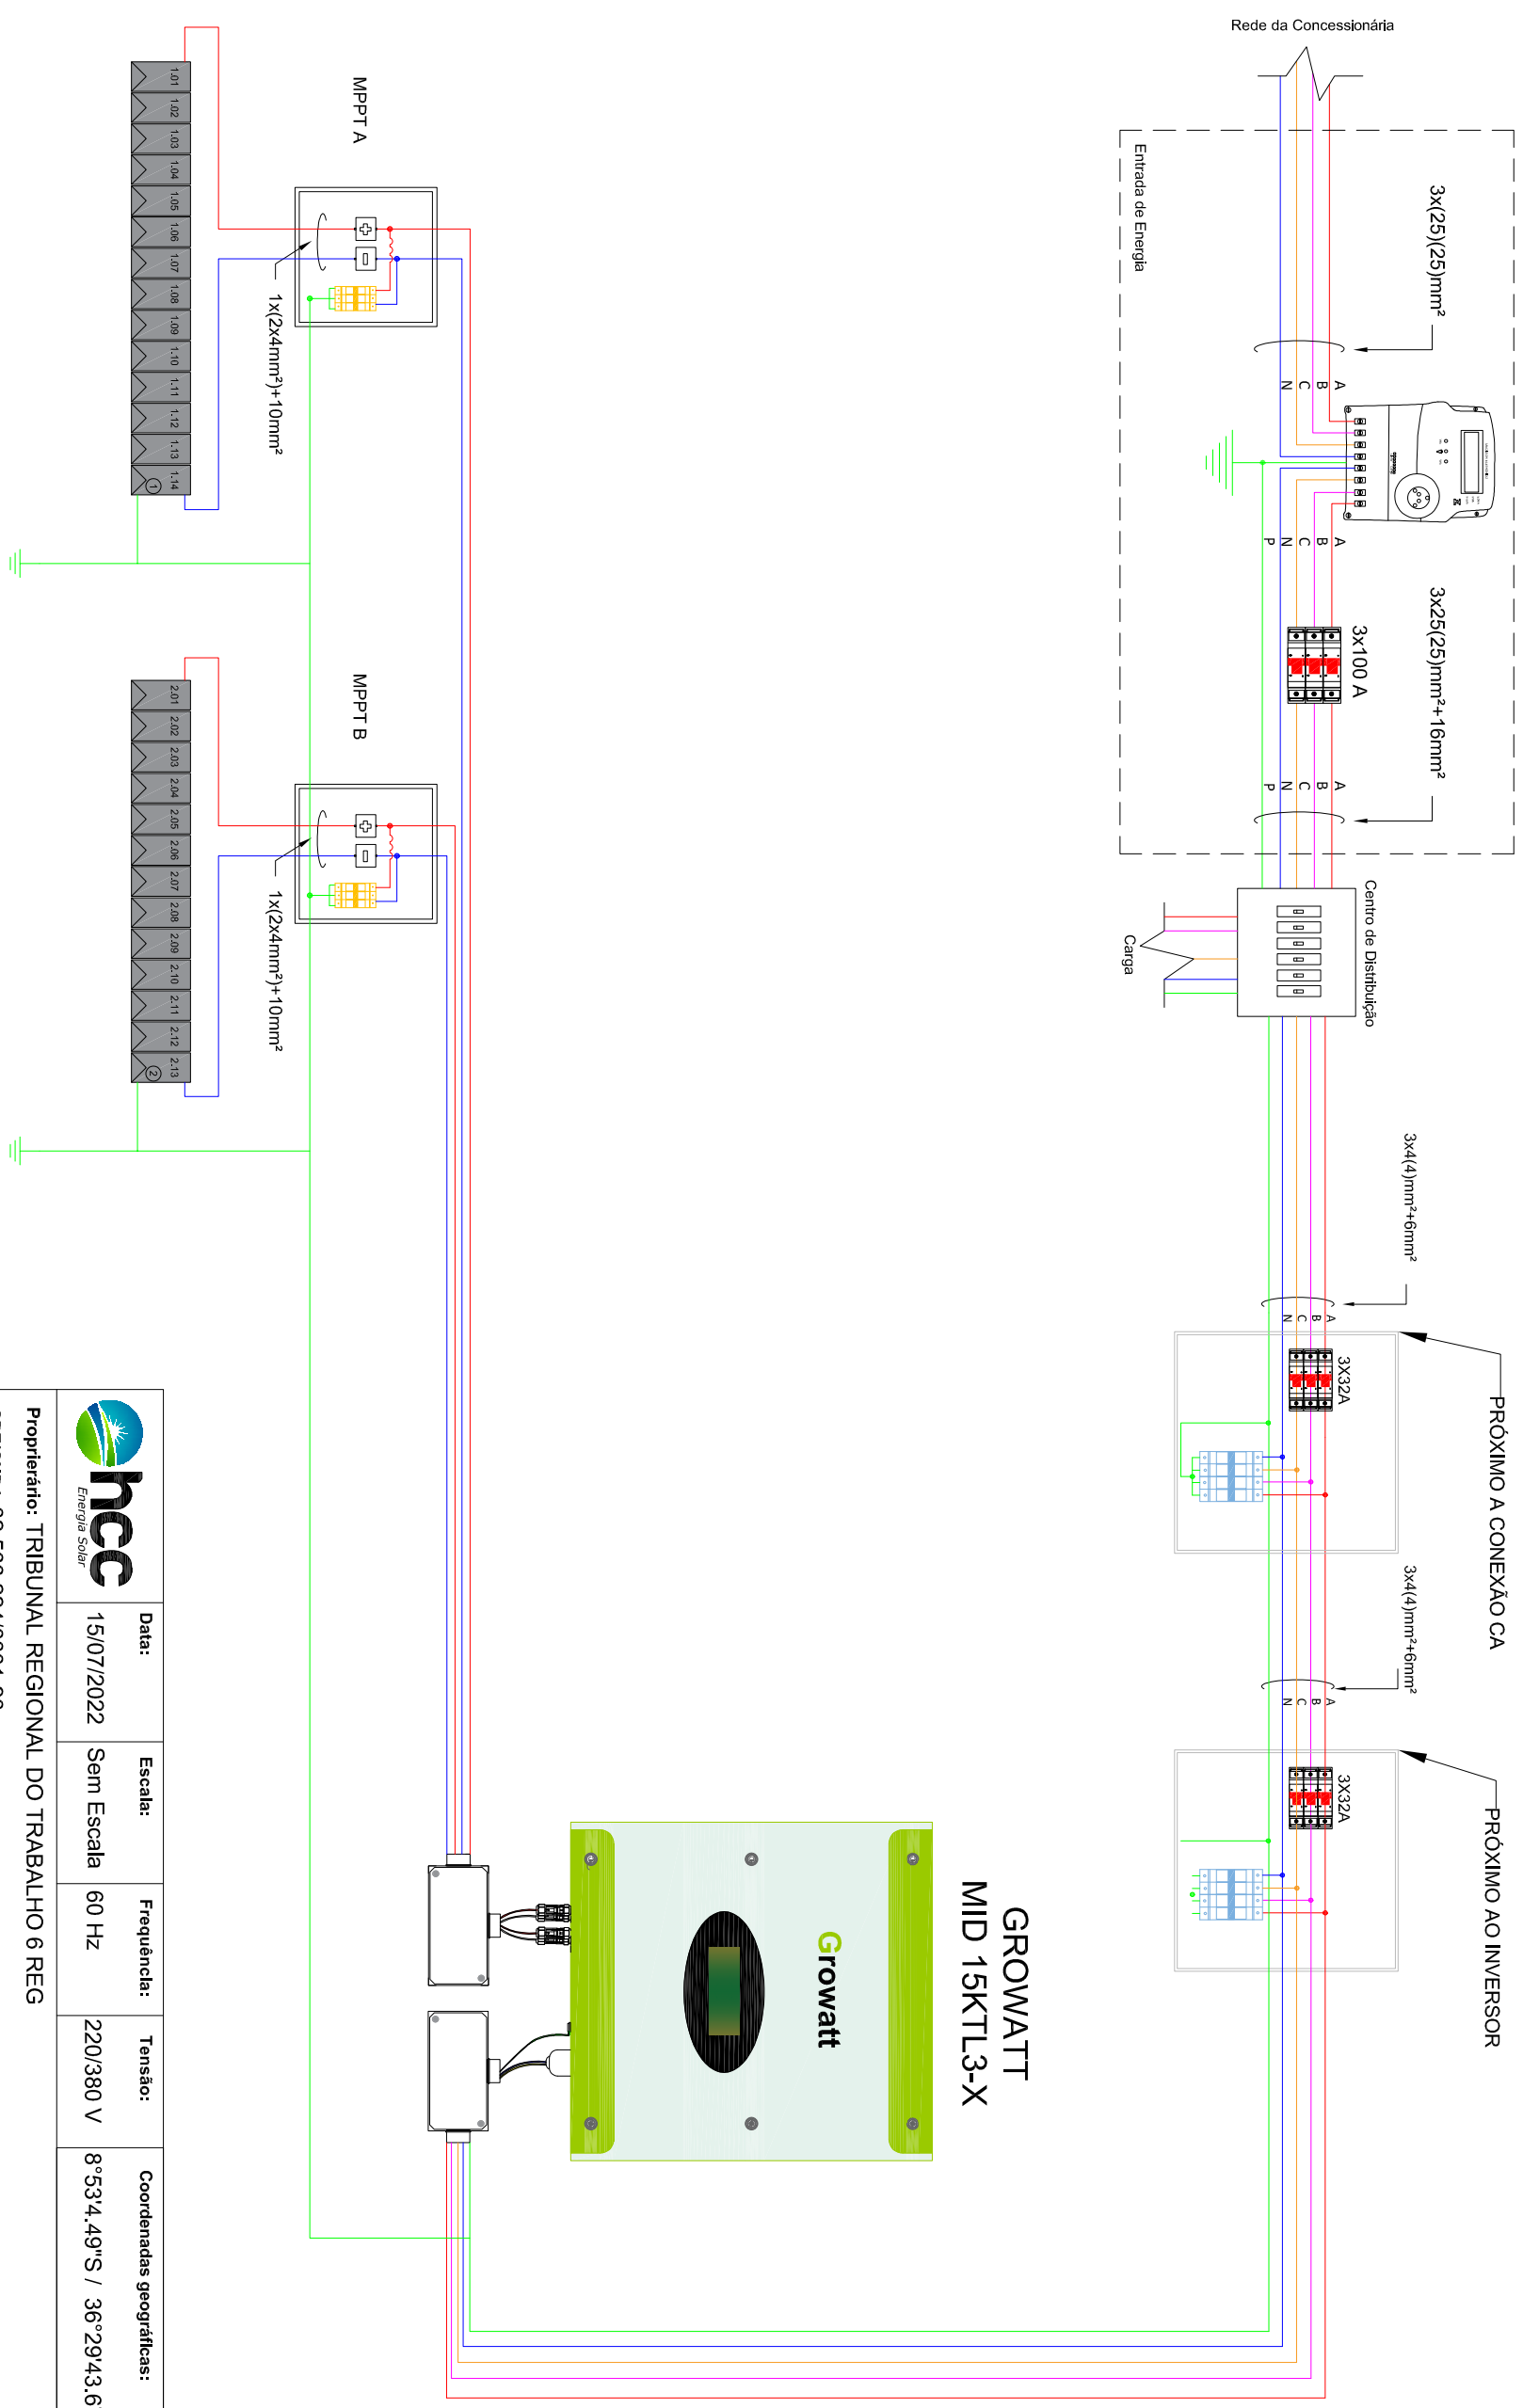 Rede da Concessionária
Entrada de Energia
3x(25)(25)mm²
A
B
C
N
A
B
C
N
P
3x25(25)mm²+16mm²
3x100 A
A
B
C
N
P
Centro de Distribuição
Carga
3x4(4)mm²+6mm²
A
B
C
N
PRÓXIMO A CONEXÃO CA
3X32A
3x4(4)mm²+6mm²
A
B
C
N
PRÓXIMO AO INVERSOR
3X32A
GROWATT
MID 15KTL3-X
Growatt
MPPT A
1x(2x4mm²)+10mm²
1.01
1.02
1.03
1.04
1.05
1.06
1.07
1.08
1.09
1.10
1.11
1.12
1.13
1.14
1
MPPT B
1x(2x4mm²)+10mm²
2.01
2.02
2.03
2.04
2.05
2.06
2.07
2.08
2.09
2.10
2.11
2.12
2.13
2
hcc
Energia Solar
Data:
15/07/2022
Escala:
Sem Escala
Frequência:
60 Hz
Tensão:
220/380 V
Coordenadas geográficas:
8°53'4.49"S / 36°29'43.6
Proprierário: TRIBUNAL REGIONAL DO TRABALHO 6 REG